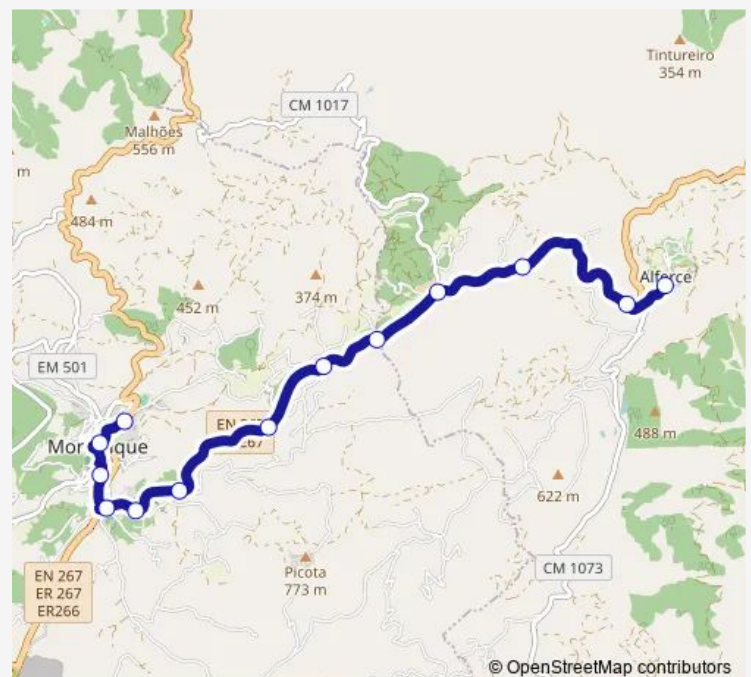 Tintureiro
354 m
CM 1017
Malhões
556 m
m
484 m
452 m
374 m
Alferce
EM 501
488 m
622 m
Picota
773 m
EN 267
ER 267
ER266
CM 1073
© OpenStreetMap contributors